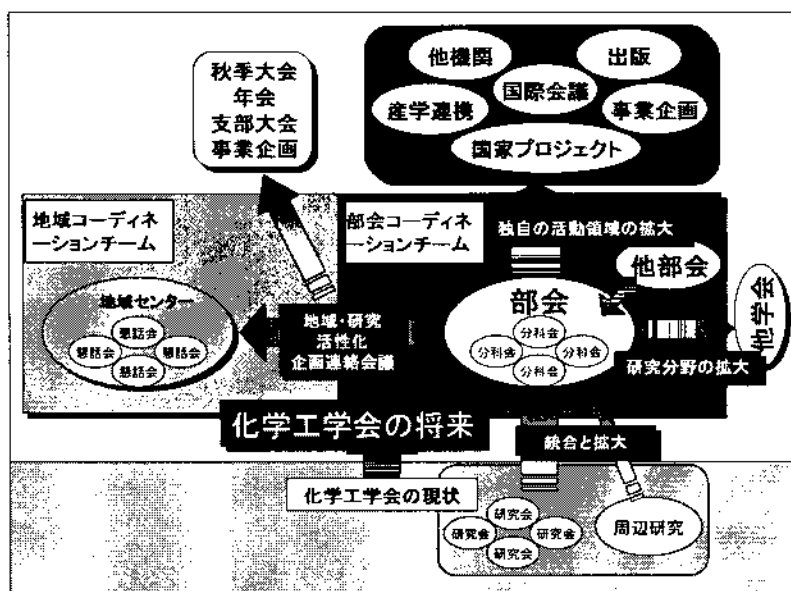 秋季大会
年会
支部大会
事業企画
他機関
出版
国際会議
産学連携
事業企画
国家プロジェクト
地域コーディネ
ーションチーム
部会コーディネ
ーションチーム
独自の活動領域の拡大
他部会
他学会
地域センター
懇話会
懇話会
懇話会
懇話会
地域・研究
活性化
企画連絡会議
部会
分科会
分科会
分科会
分科会
研究分野の拡大
化学工学会の将来
統合と拡大
化学工学会の現状
研究会
研究会
研究会
研究会
周辺研究